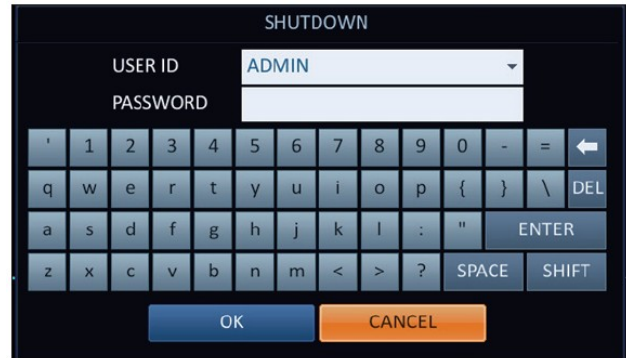 SHUTDOWN
USER ID ADMIN
PASSWORD
' 1 2 3 4 5 6 7 8 9 0 - =
q w e r t y u i o p { } \ DEL
a s d f g h j k l : " ENTER
z x c v b n m < > ? SPACE SHIFT
OK CANCEL